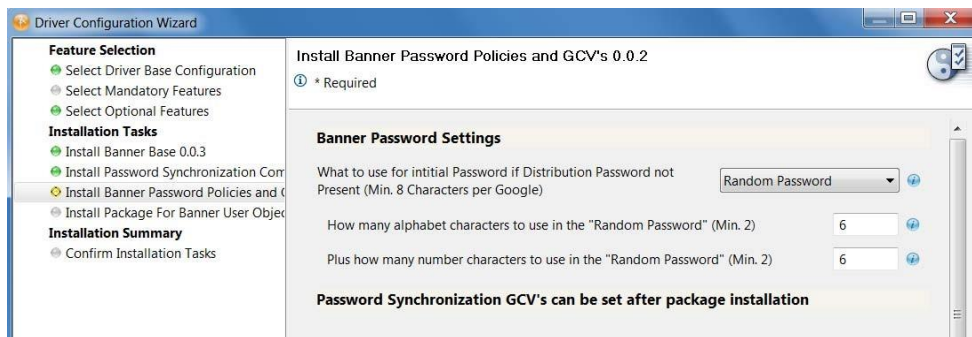 Driver Configuration Wizard
Feature Selection
Select Driver Base Configuration
Select Mandatory Features
Select Optional Features
Installation Tasks
Install Banner Base 0.0.3
Install Password Synchronization Com
Install Banner Password Policies and
Install Package For Banner User Objec
Installation Summary
Confirm Installation Tasks
Install Banner Password Policies and GCV's 0.0.2
* Required
Banner Password Settings
What to use for intitial Password if Distribution Password not
Present (Min. 8 Characters per Google)
Random Password
How many alphabet characters to use in the "Random Password" (Min. 2)
6
Plus how many number characters to use in the "Random Password" (Min. 2)
6
Password Synchronization GCV's can be set after package installation